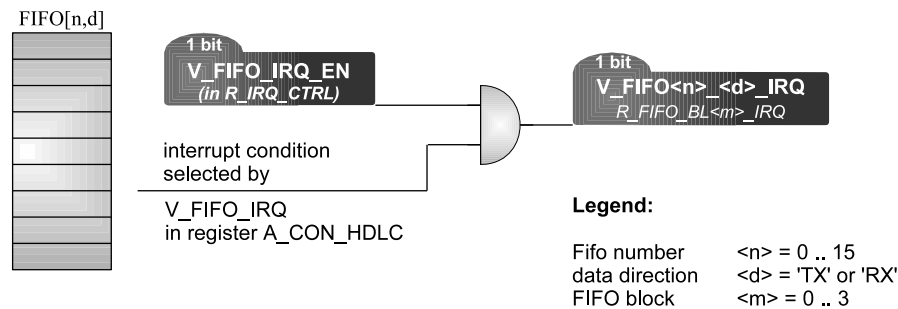 FIFO[n,d]
1 bit
V_FIFO_IRQ_EN
(in R_IRQ_CTRL)
1 bit
V_FIFO<n>_<d>_IRQ
R_FIFO_BL<m>_IRQ
interrupt condition
selected by
V_FIFO_IRQ
in register A_CON_HDLC
Legend:
Fifo number <n> = 0 .. 15
data direction <d> = 'TX' or 'RX'
FIFO block <m> = 0 .. 3